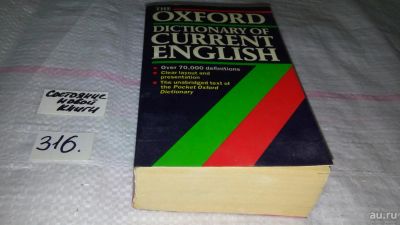 THE
OXFORD
DICTIONARY OF
CURRENT
ENGLISH
• Over 70,000 definitions
• Clear layout and
presentation
• The unabridged text of
the Pocket Oxford
Dictionary
Состояние
новой
книги
316.
au.ru